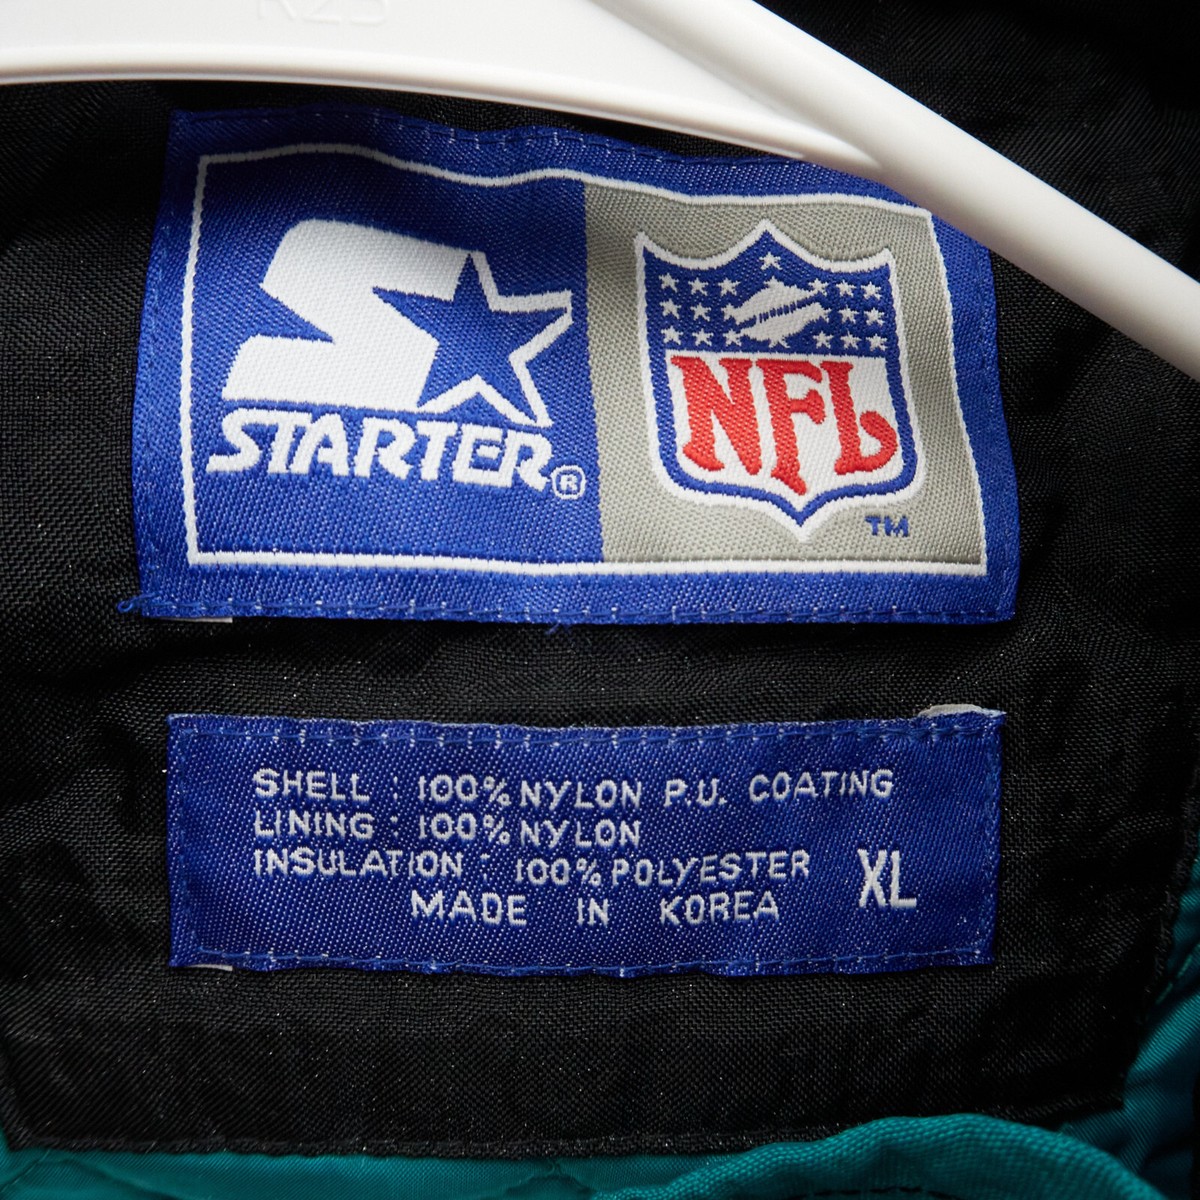 STARTER®
NFL
TM
SHELL : 100% NYLON P.U. COATING
LINING : 100% NYLON
INSULATION : 100% POLYESTER
XL
MADE IN KOREA